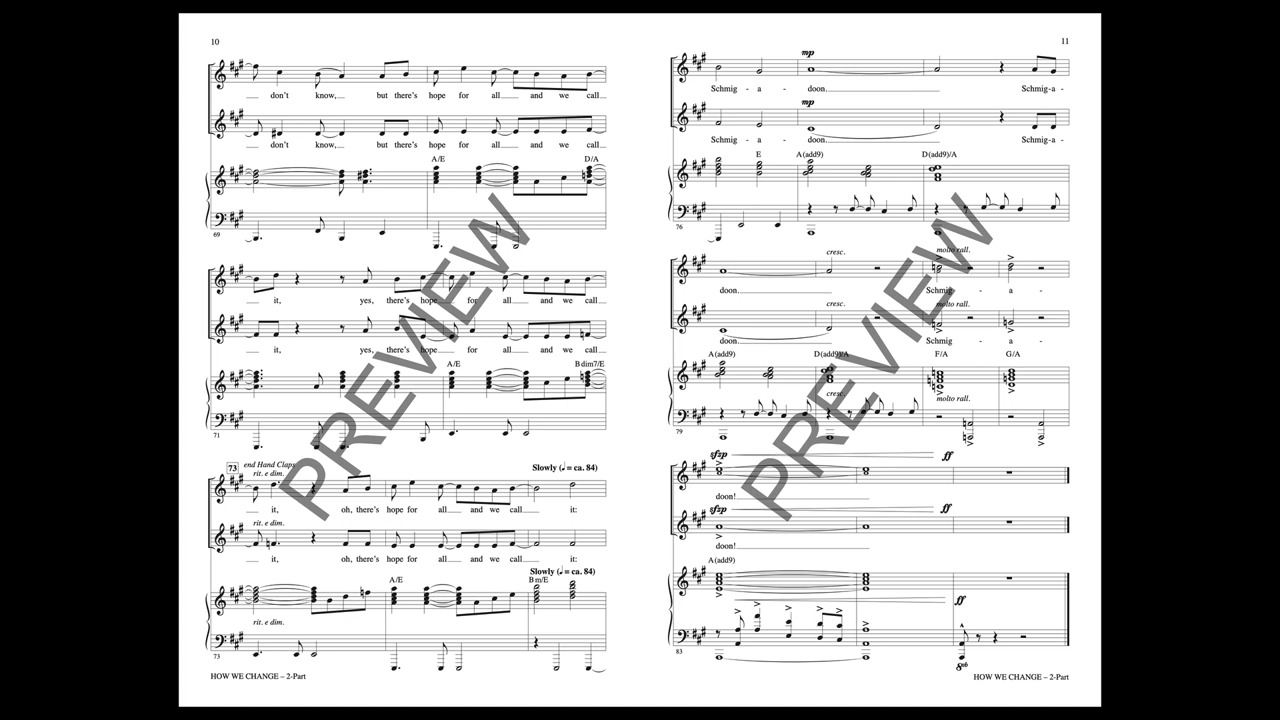 10
don't know, but there's hope for all and we call
don't know, but there's hope for all and we call
A/E D/A
69
it, yes, there's hope for all and we call
it, yes, there's hope for all and we call
A/E B dim7/E
71
73 end Hand Claps
rit. e dim. Slowly (♩ = ca. 84)
it, oh, there's hope for all and we call it:
rit. e dim.
it, oh, there's hope for all and we call it:
Slowly (♩ = ca. 84)
A/E B m/E
rit. e dim.
73
HOW WE CHANGE – 2-Part
11
mp
Schmig - a - doon. Schmig-a-
mp
Schmig - a - doon. Schmig-a-
E A(add9) D(add9)/A
76
cresc. molto rall.
doon. Schmig - a -
cresc. molto rall.
doon. Schmig - a -
A(add9) D(add9)/A F/A G/A
cresc. molto rall.
79
sfzp ff
doon!
sfzp ff
doon!
A(add9)
ff
83
8vb
HOW WE CHANGE – 2-Part
PREVIEW
PREVIEW